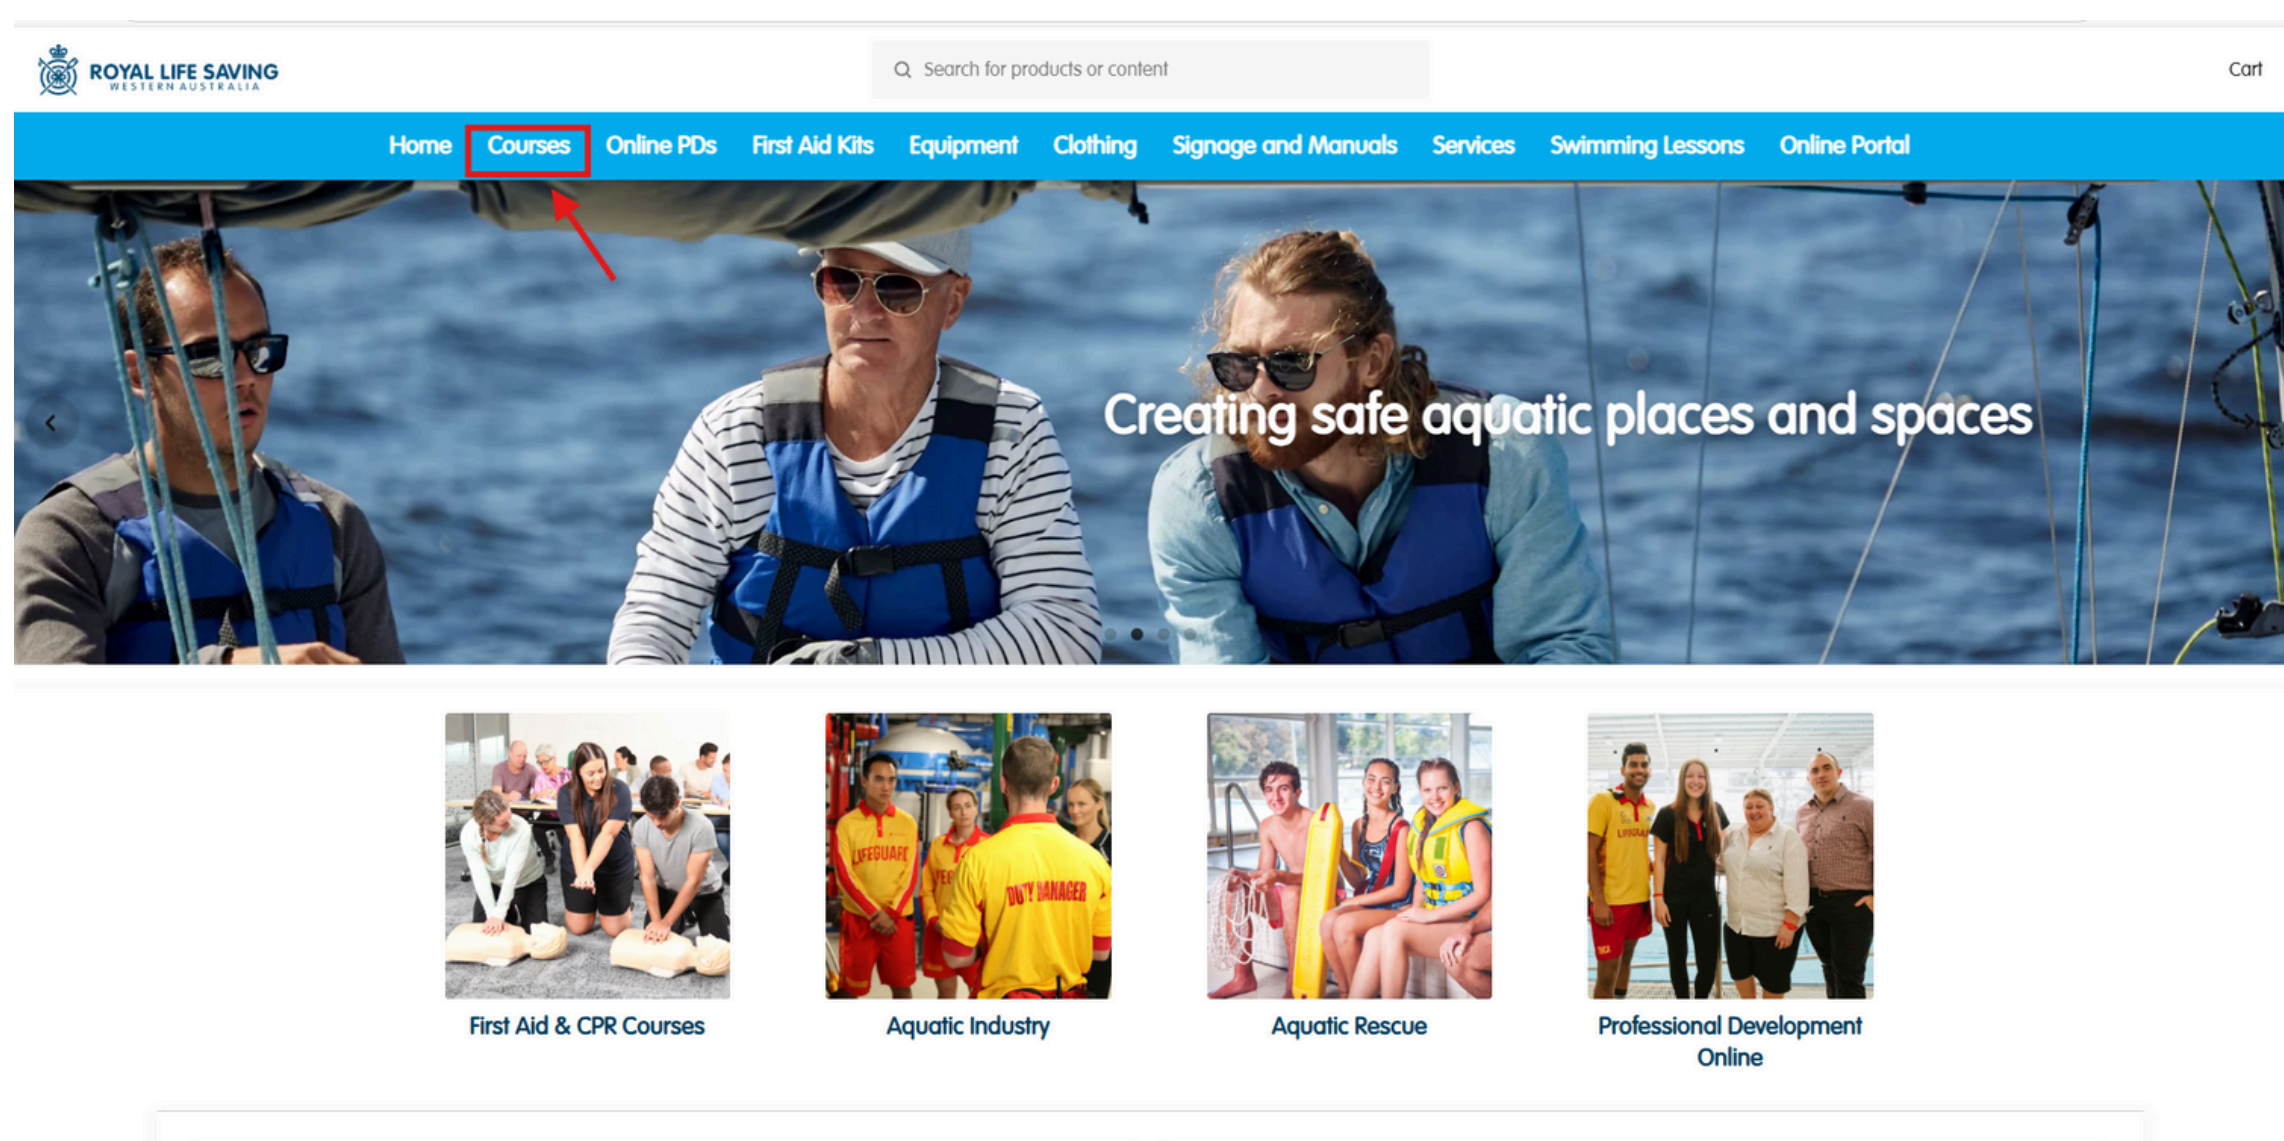 ROYAL LIFE SAVING
WESTERN AUSTRALIA
Search for products or content
Cart
Home Courses Online PDs First Aid Kits Equipment Clothing Signage and Manuals Services Swimming Lessons Online Portal
Creating safe aquatic places and spaces
LIFEGUARD
DUTY MANAGER
First Aid & CPR Courses
Aquatic Industry
Aquatic Rescue
Professional Development
Online